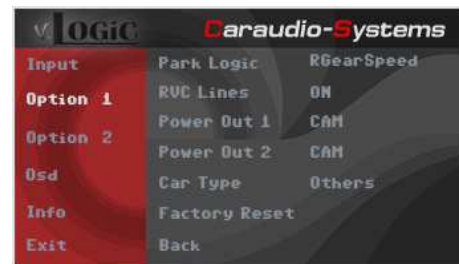 v.LOGiC Caraudio-Systems
Input Park Logic RGearSpeed
Option 1 RVC Lines ON
Power Out 1 CAM
Option 2 Power Out 2 CAM
Osd Car Type Others
Info Factory Reset
Exit Back